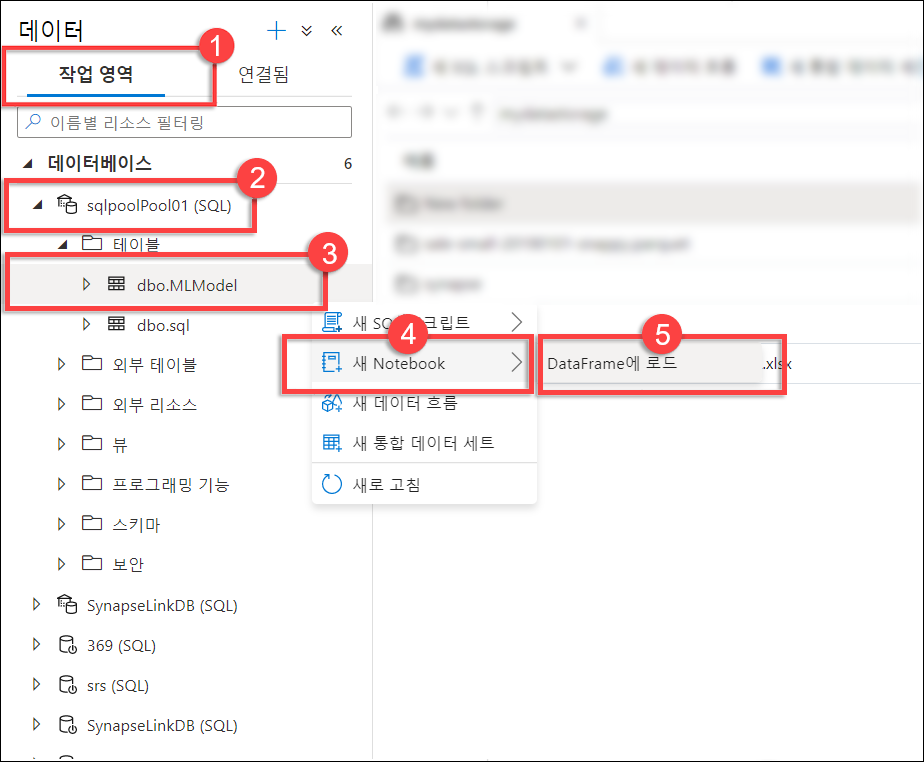 데이터
1
작업 영역
연결됨
이름별 리소스 필터링
데이터베이스 6
2
sqlpoolPool01 (SQL)
테이블
3
dbo.MLModel
dbo.sql
외부 테이블
외부 리소스
뷰
프로그래밍 기능
스키마
보안
SynapseLinkDB (SQL)
369 (SQL)
srs (SQL)
SynapseLinkDB (SQL)
새 SQL 스크립트
4
새 Notebook
5
DataFrame에 로드
.xlsx
새 데이터 흐름
새 통합 데이터 세트
새로 고침
New folder
synapse